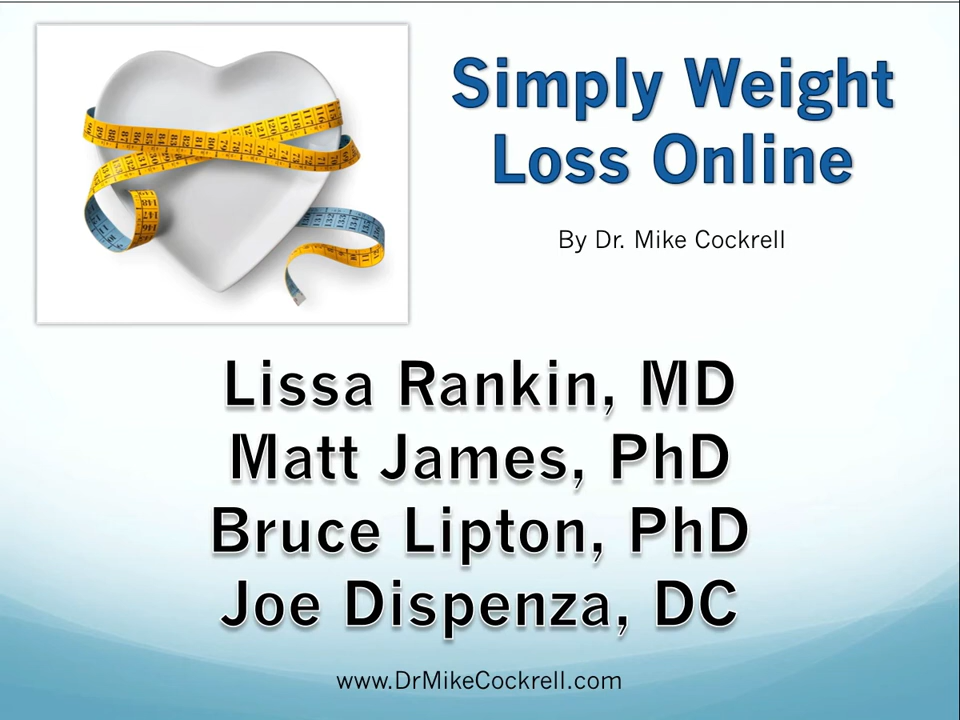 Simply Weight
Loss Online
By Dr. Mike Cockrell
Lissa Rankin, MD
Matt James, PhD
Bruce Lipton, PhD
Joe Dispenza, DC
www.DrMikeCockrell.com